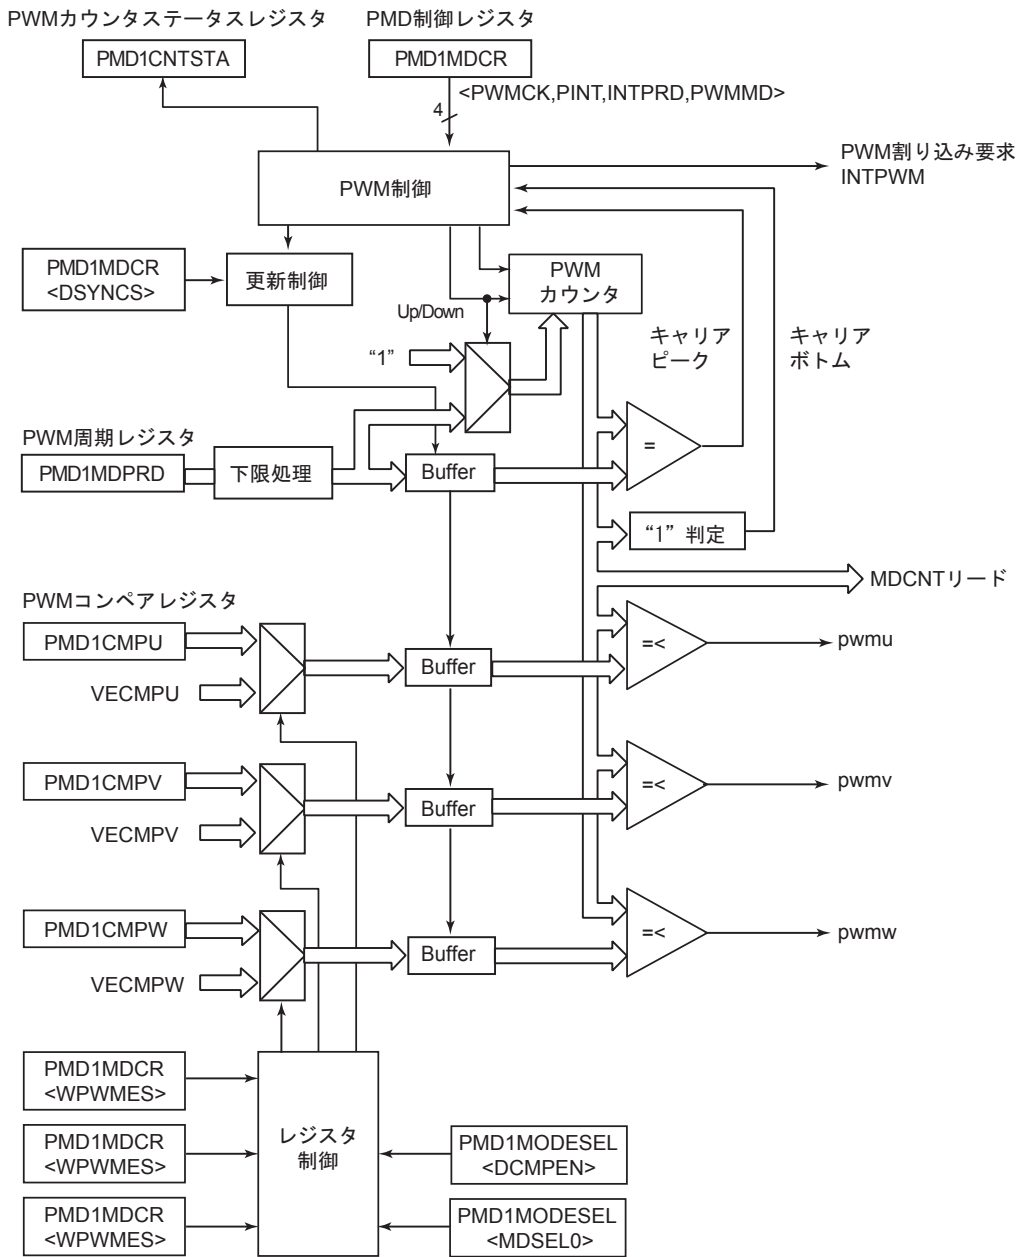 PWMカウンタステータスレジスタ
PMD制御レジスタ
PMD1CNTSTA
PMD1MDCR
<PWMCK,PINT,INTPRD,PWMMD>
4
PWM制御
PWM割り込み要求
INTPWM
PMD1MDCR
<DSYNCS>
更新制御
PWM
カウンタ
Up/Down
“1”
キャリア
ピーク
キャリア
ボトム
PWM周期レジスタ
PMD1MDPRD
下限処理
Buffer
=
“1” 判定
MDCNTリード
PWMコンペアレジスタ
PMD1CMPU
VECMPU
Buffer
=<
pwmu
PMD1CMPV
VECMPV
Buffer
=<
pwmv
PMD1CMPW
VECMPW
Buffer
=<
pwmw
PMD1MDCR
<WPWMES>
PMD1MDCR
<WPWMES>
PMD1MDCR
<WPWMES>
レジスタ
制御
PMD1MODESEL
<DCMPEN>
PMD1MODESEL
<MDSEL0>